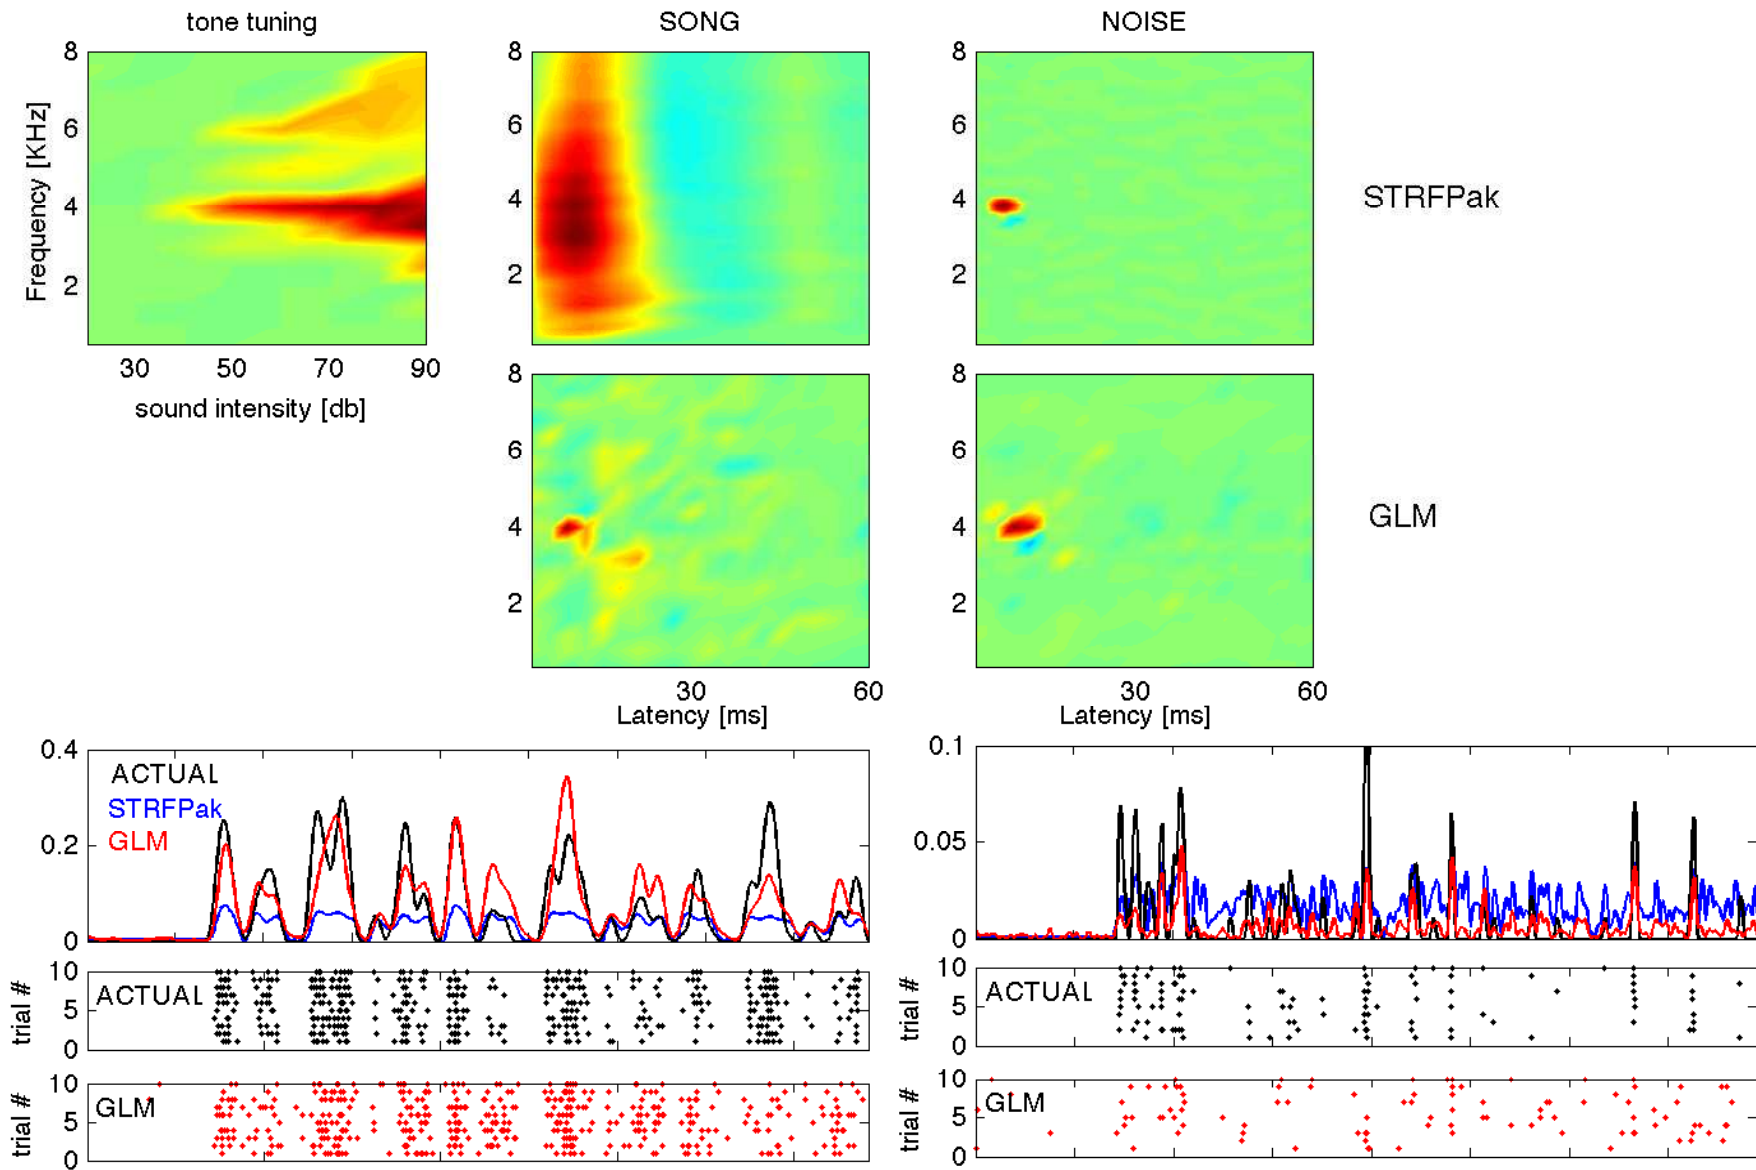 tone tuning SONG NOISE
8 8 8
6 6 6
4 4 4
2 2 2
Frequency [KHz]
STRFPak
30 50 70 90
sound intensity [db]
8 8
6 6
4 4
2 2
GLM
30 60 30 60
Latency [ms] Latency [ms]
0.4 0.1
ACTUAL
STRFPak
GLM
0.2 0.05
0 0
10 10
ACTUAL ACTUAL
5 5
0 0
trial # trial #
10 10
GLM GLM
5 5
0 0
trial # trial #